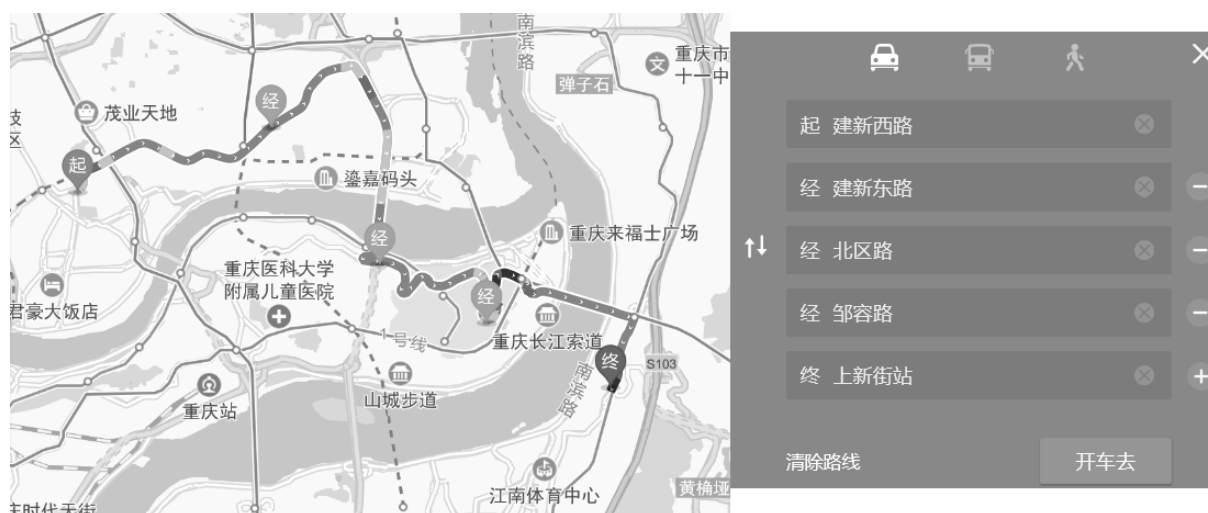 南滨路
重庆市
十一中
弹子石
经
茂业天地
起
鎏嘉码头
经
重庆来福士广场
重庆医科大学
附属儿童医院
君豪大饭店
经
1号线
重庆长江索道
终
S103
南滨路
山城步道
重庆站
江南体育中心
黄桷垭
时代天街
起 建新西路
经 建新东路
经 北区路
经 邹容路
终 上新街站
清除路线
开车去